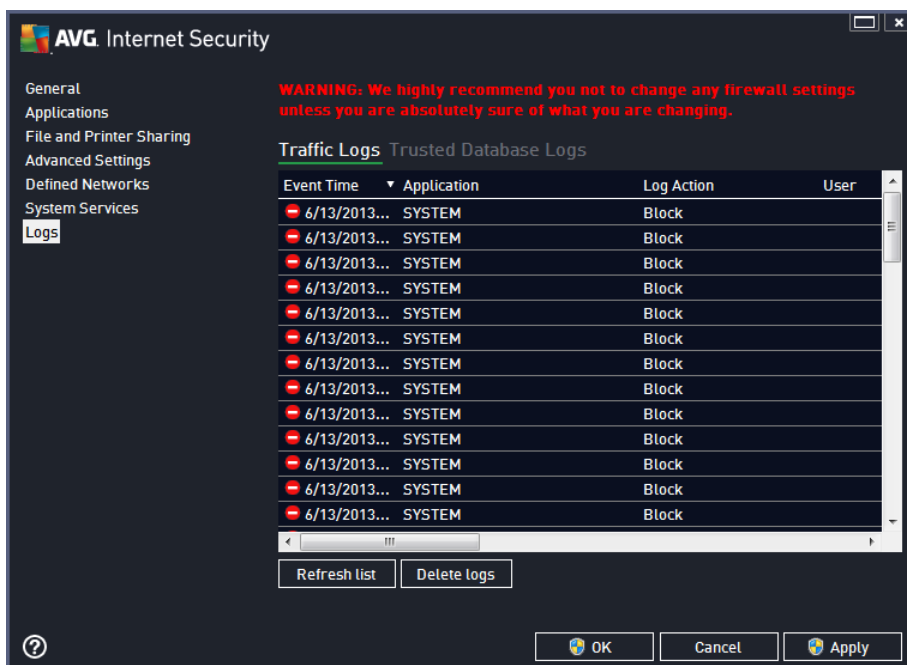 AVG. Internet Security
General
Applications
File and Printer Sharing
Advanced Settings
Defined Networks
System Services
Logs
WARNING: We highly recommend you not to change any firewall settings
unless you are absolutely sure of what you are changing.
Traffic Logs Trusted Database Logs
Event Time Application Log Action User
6/13/2013... SYSTEM Block
6/13/2013... SYSTEM Block
6/13/2013... SYSTEM Block
6/13/2013... SYSTEM Block
6/13/2013... SYSTEM Block
6/13/2013... SYSTEM Block
6/13/2013... SYSTEM Block
6/13/2013... SYSTEM Block
6/13/2013... SYSTEM Block
6/13/2013... SYSTEM Block
6/13/2013... SYSTEM Block
6/13/2013... SYSTEM Block
6/13/2013... SYSTEM Block
Refresh list Delete logs
? OK Cancel Apply